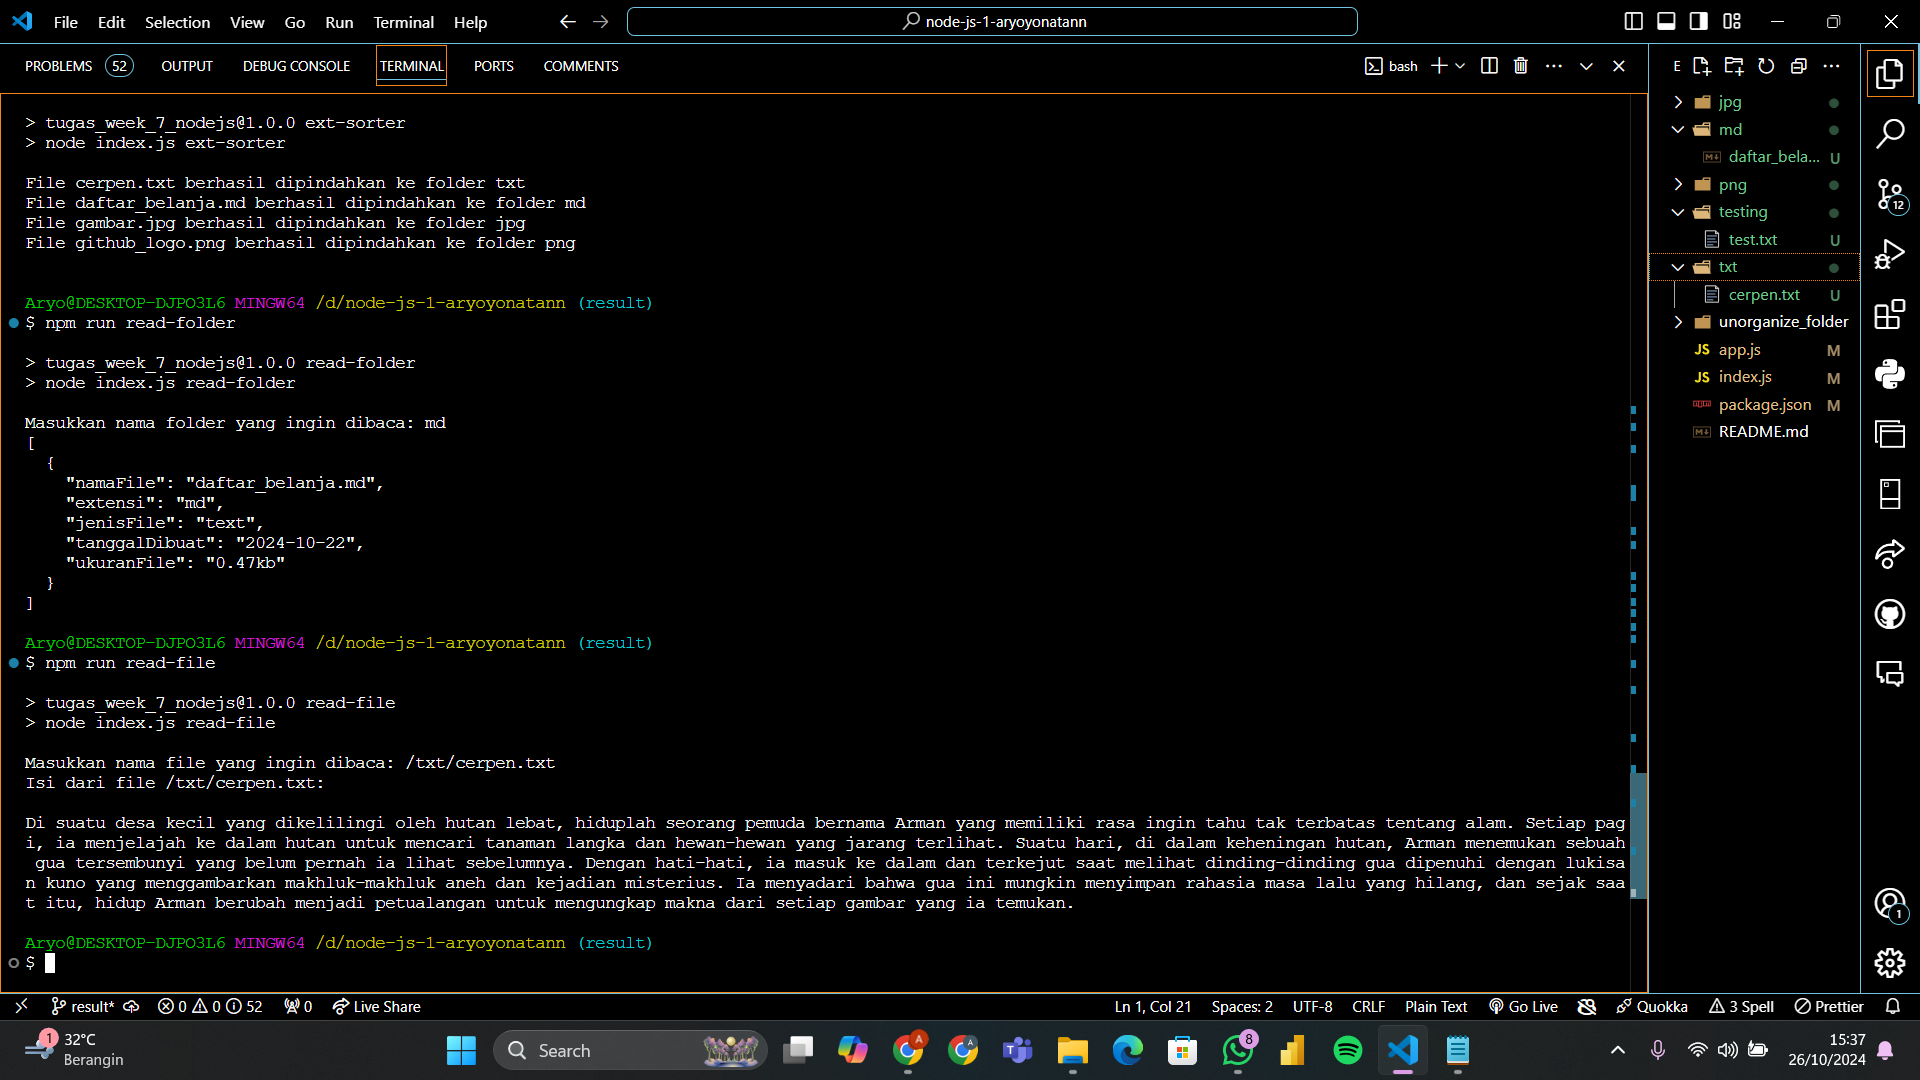 File Edit Selection View Go Run Terminal Help
node-js-1-aryoyonatann
PROBLEMS 52 OUTPUT DEBUG CONSOLE TERMINAL PORTS COMMENTS
bash
> tugas_week_7_nodejs@1.0.0 ext-sorter
> node index.js ext-sorter
File cerpen.txt berhasil dipindahkan ke folder txt
File daftar_belanja.md berhasil dipindahkan ke folder md
File gambar.jpg berhasil dipindahkan ke folder jpg
File github_logo.png berhasil dipindahkan ke folder png
Aryo@DESKTOP-DJPO3L6 MINGW64 /d/node-js-1-aryoyonatann (result)
$ npm run read-folder
> tugas_week_7_nodejs@1.0.0 read-folder
> node index.js read-folder
Masukkan nama folder yang ingin dibaca: md
[
{
"namaFile": "daftar_belanja.md",
"extensi": "md",
"jenisFile": "text",
"tanggalDibuat": "2024-10-22",
"ukuranFile": "0.47kb"
}
]
Aryo@DESKTOP-DJPO3L6 MINGW64 /d/node-js-1-aryoyonatann (result)
$ npm run read-file
> tugas_week_7_nodejs@1.0.0 read-file
> node index.js read-file
Masukkan nama file yang ingin dibaca: /txt/cerpen.txt
Isi dari file /txt/cerpen.txt:
Di suatu desa kecil yang dikelilingi oleh hutan lebat, hiduplah seorang pemuda bernama Arman yang memiliki rasa ingin tahu tak terbatas tentang alam. Setiap pag
i, ia menjelajah ke dalam hutan untuk mencari tanaman langka dan hewan-hewan yang jarang terlihat. Suatu hari, di dalam keheningan hutan, Arman menemukan sebuah
gua tersembunyi yang belum pernah ia lihat sebelumnya. Dengan hati-hati, ia masuk ke dalam dan terkejut saat melihat dinding-dinding gua dipenuhi dengan lukisa
n kuno yang menggambarkan makhluk-makhluk aneh dan kejadian misterius. Ia menyadari bahwa gua ini mungkin menyimpan rahasia masa lalu yang hilang, dan sejak saa
t itu, hidup Arman berubah menjadi petualangan untuk mengungkap makna dari setiap gambar yang ia temukan.
Aryo@DESKTOP-DJPO3L6 MINGW64 /d/node-js-1-aryoyonatann (result)
$
E
jpg
md
daftar_bela... U
png
testing
test.txt U
txt
cerpen.txt U
unorganize_folder
JS app.js M
JS index.js M
package.json M
README.md
12
1
result* 0 0 52 0 Live Share
Ln 1, Col 21 Spaces: 2 UTF-8 CRLF Plain Text Go Live Quokka 3 Spell Prettier
1
32°C
Berangin
Search
8
15:37
26/10/2024